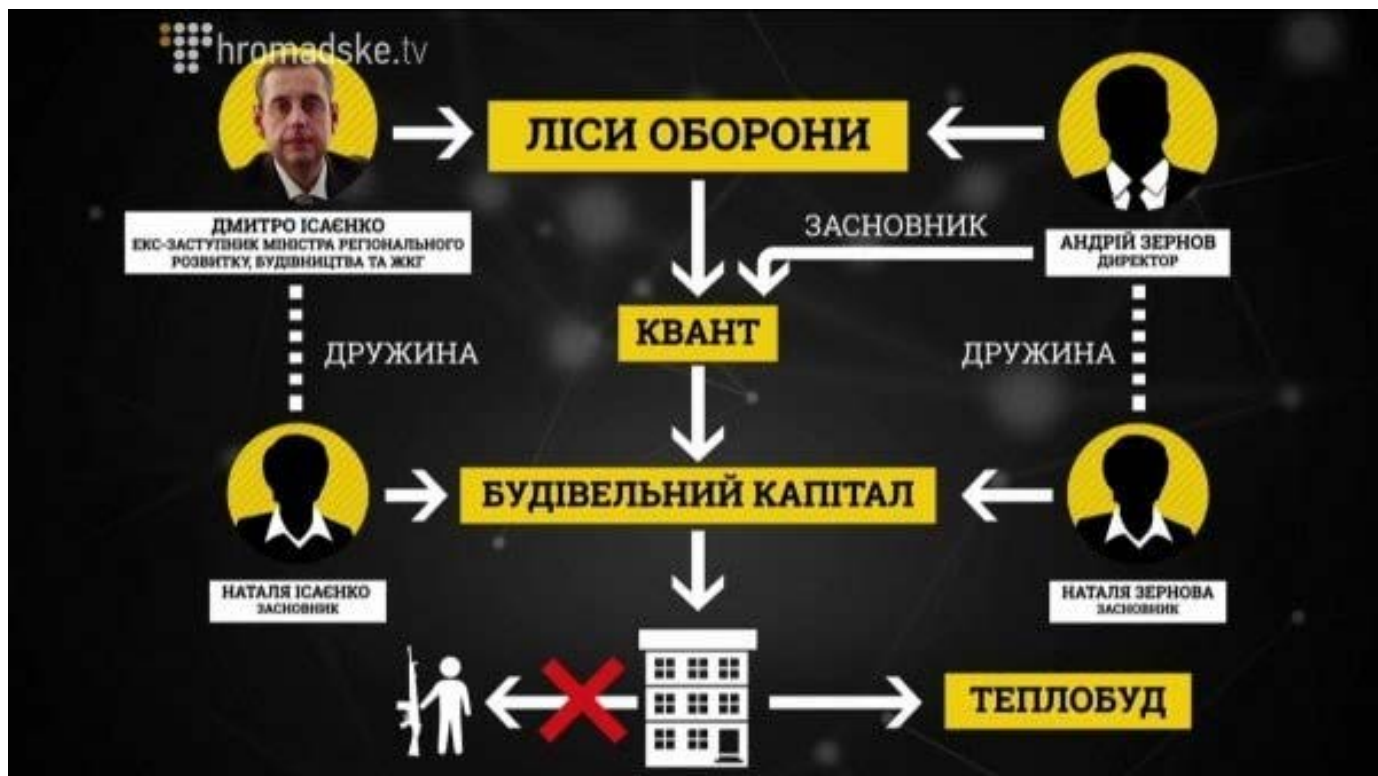 hromadske.tv
ЛІСИ ОБОРОНИ
ДМИТРО ІСАЄНКО
ЕКС-ЗАСТУПНИК МІНІСТРА РЕГІОНАЛЬНОГО
РОЗВИТКУ, БУДІВНИЦТВА ТА ЖКГ
ЗАСНОВНИК
АНДРІЙ ЗЕРНОВ
ДИРЕКТОР
КВАНТ
ДРУЖИНА
ДРУЖИНА
БУДІВЕЛЬНИЙ КАПІТАЛ
НАТАЛЯ ІСАЄНКО
ЗАСНОВНИК
НАТАЛЯ ЗЕРНОВА
ЗАСНОВНИК
ТЕПЛОБУД